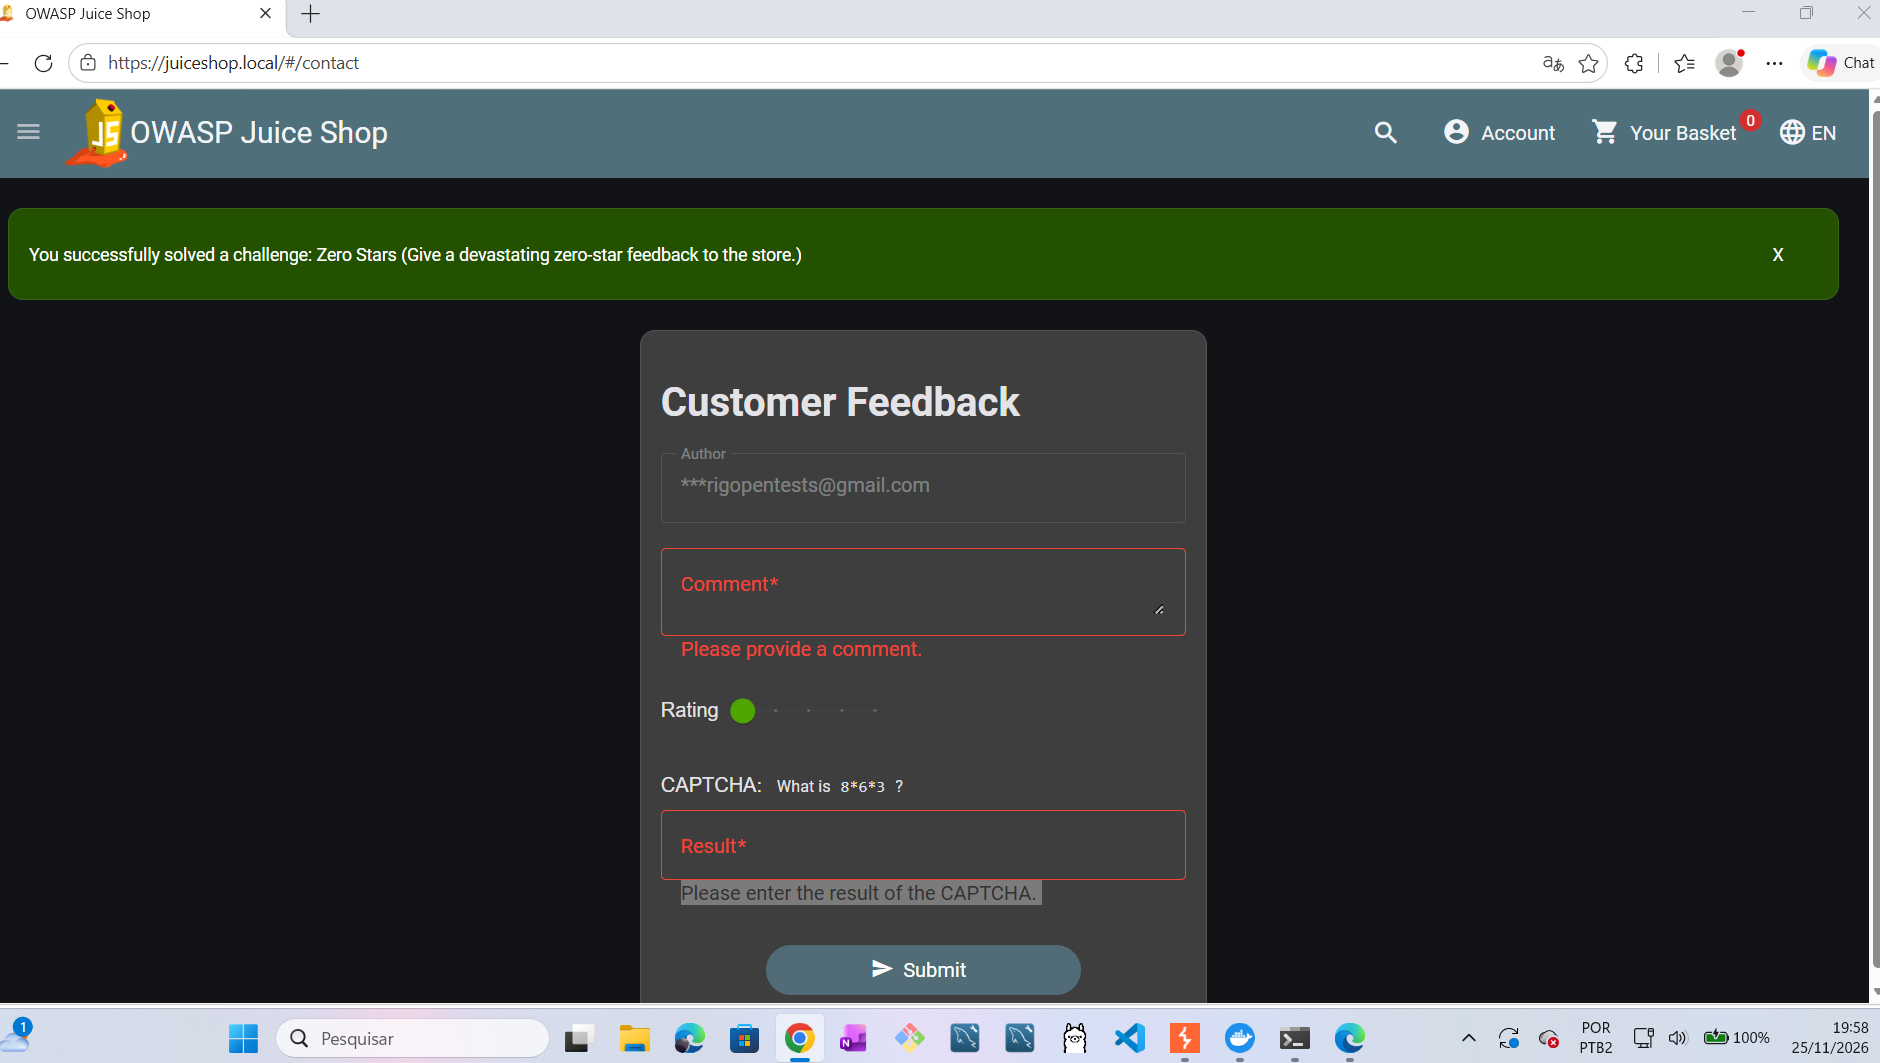 OWASP Juice Shop
https://juiceshop.local/#/contact
Chat
JS
OWASP Juice Shop
Account
Your Basket
0
EN
You successfully solved a challenge: Zero Stars (Give a devastating zero-star feedback to the store.)
X
Customer Feedback
Author
***rigopentests@gmail.com
Comment*
Please provide a comment.
Rating
CAPTCHA: What is 8*6*3 ?
Result*
Please enter the result of the CAPTCHA.
Submit
1
Pesquisar
N
POR
PTB2
100%
19:58
25/11/2026